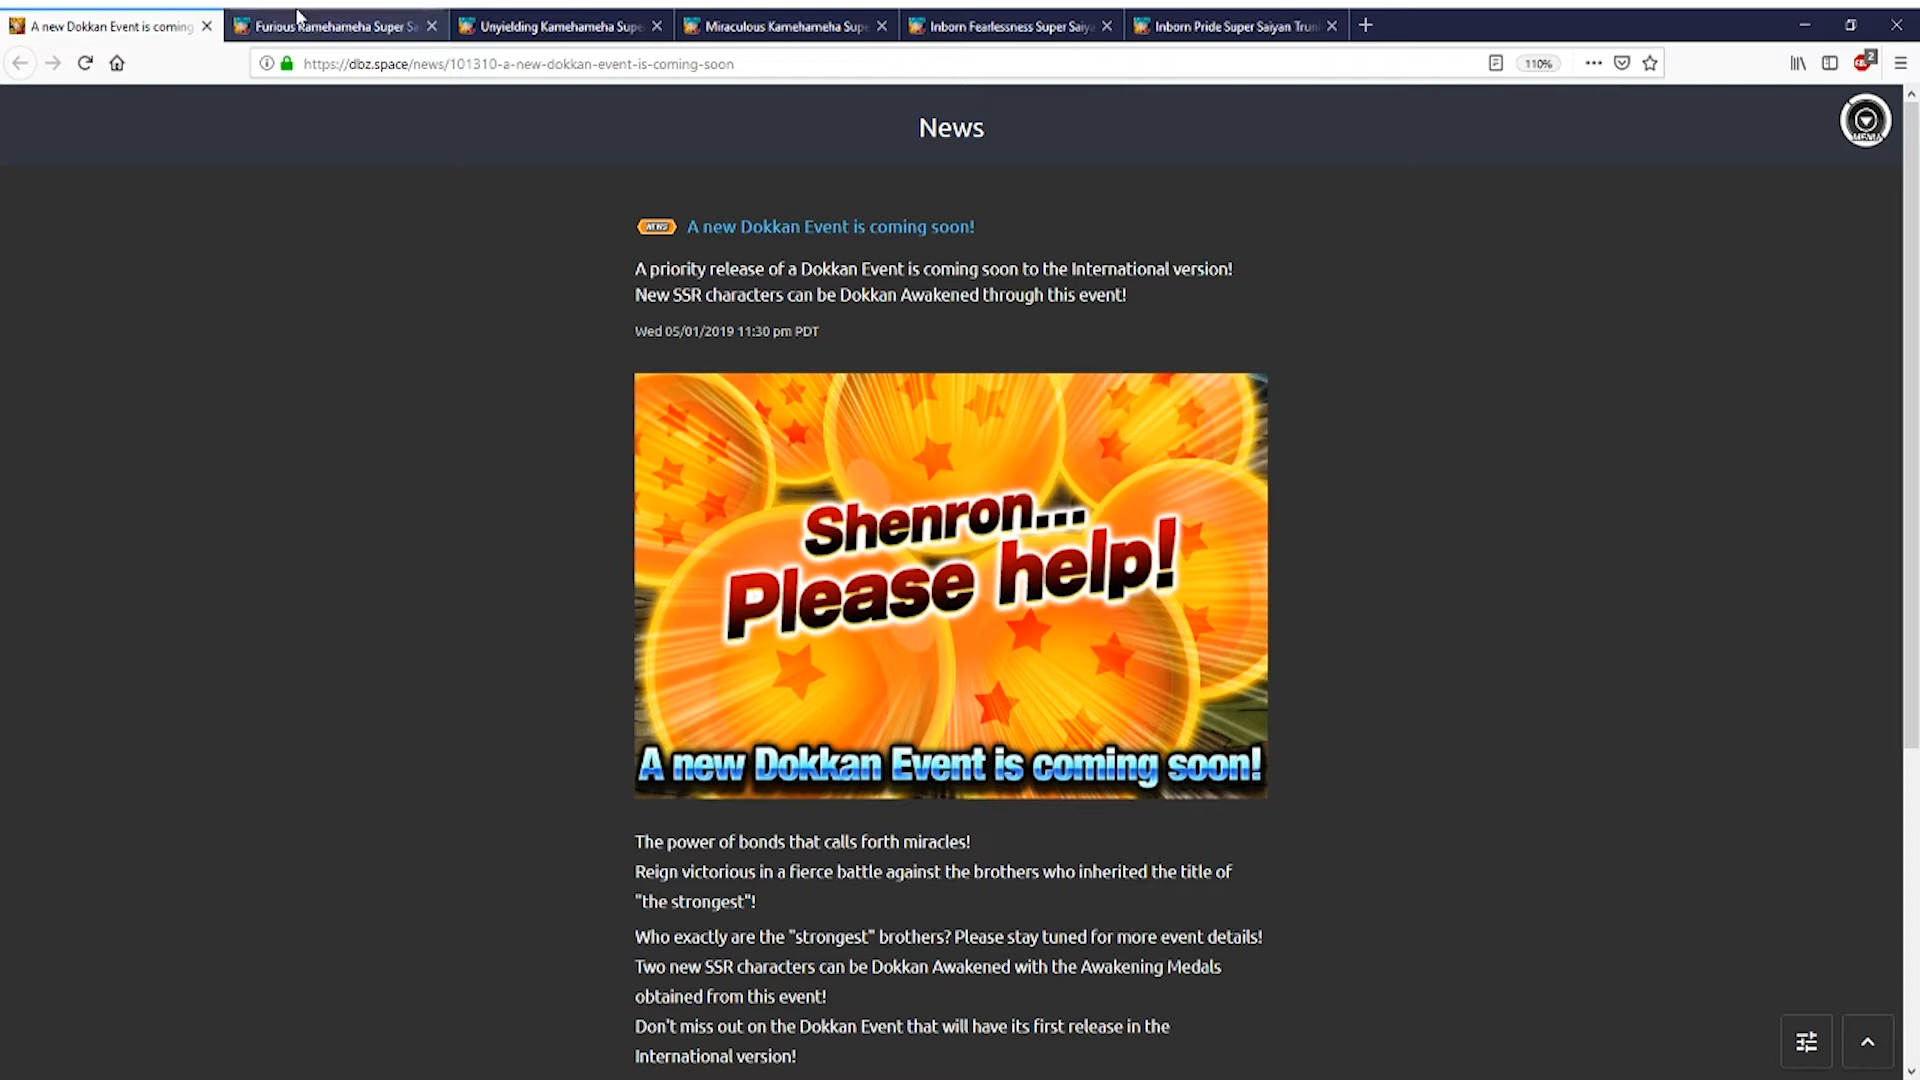 A new Dokkan Event is coming
Furious Kamehameha Super Sa
Unyielding Kamehameha Supe
Miraculous Kamehameha Supe
Inborn Fearlessness Super Saiya
Inborn Pride Super Saiyan Trun
https://dbz.space/news/101310-a-new-dokkan-event-is-coming-soon
110%
2
News
MENU
NEWS
A new Dokkan Event is coming soon!
A priority release of a Dokkan Event is coming soon to the International version!
New SSR characters can be Dokkan Awakened through this event!
Wed 05/01/2019 11:30 pm PDT
Shenron...
Please help!
A new Dokkan Event is coming soon!
The power of bonds that calls forth miracles!
Reign victorious in a fierce battle against the brothers who inherited the title of
"the strongest"!
Who exactly are the "strongest" brothers? Please stay tuned for more event details!
Two new SSR characters can be Dokkan Awakened with the Awakening Medals
obtained from this event!
Don't miss out on the Dokkan Event that will have its first release in the
International version!